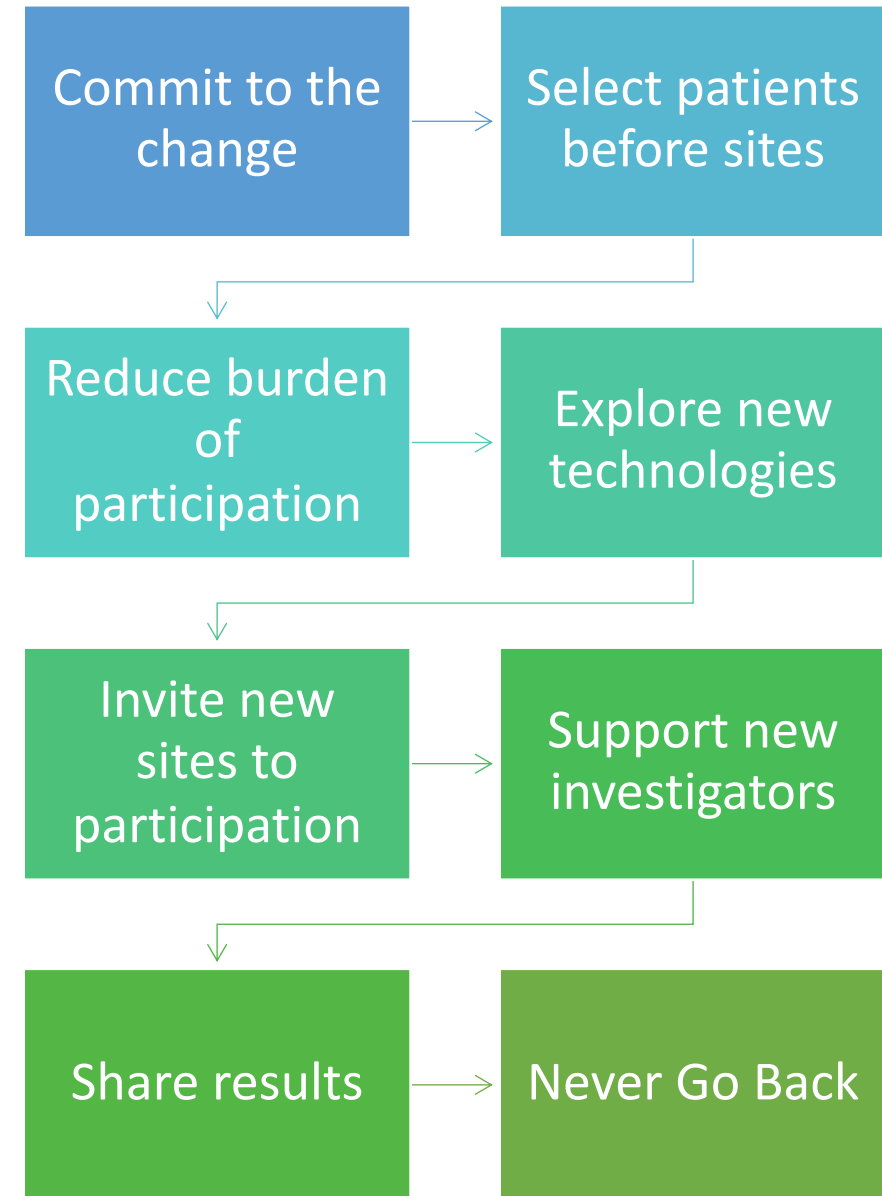 Commit to the
change
Select patients
before sites
Reduce burden
of
participation
Explore new
technologies
Invite new
sites to
participation
Support new
investigators
Share results
Never Go Back